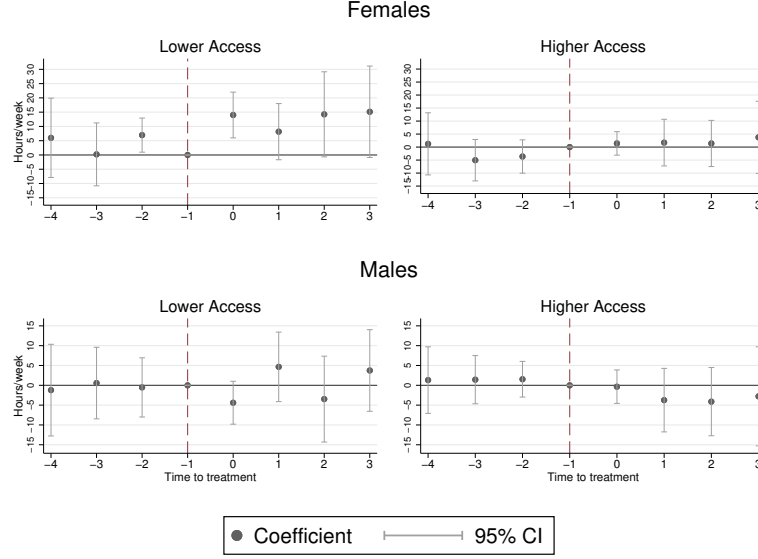 Females
Lower Access
Higher Access
Hours/week
−15 −10 −5 0 5 10 15 20 25 30
−4 −3 −2 −1 0 1 2 3
−15 −10 −5 0 5 10 15 20 25 30
−4 −3 −2 −1 0 1 2 3
Males
Lower Access
Higher Access
Hours/week
−15 −10 −5 0 5 10 15
−4 −3 −2 −1 0 1 2 3
Time to treatment
−15 −10 −5 0 5 10 15
−4 −3 −2 −1 0 1 2 3
Time to treatment
Coefficient 95% CI